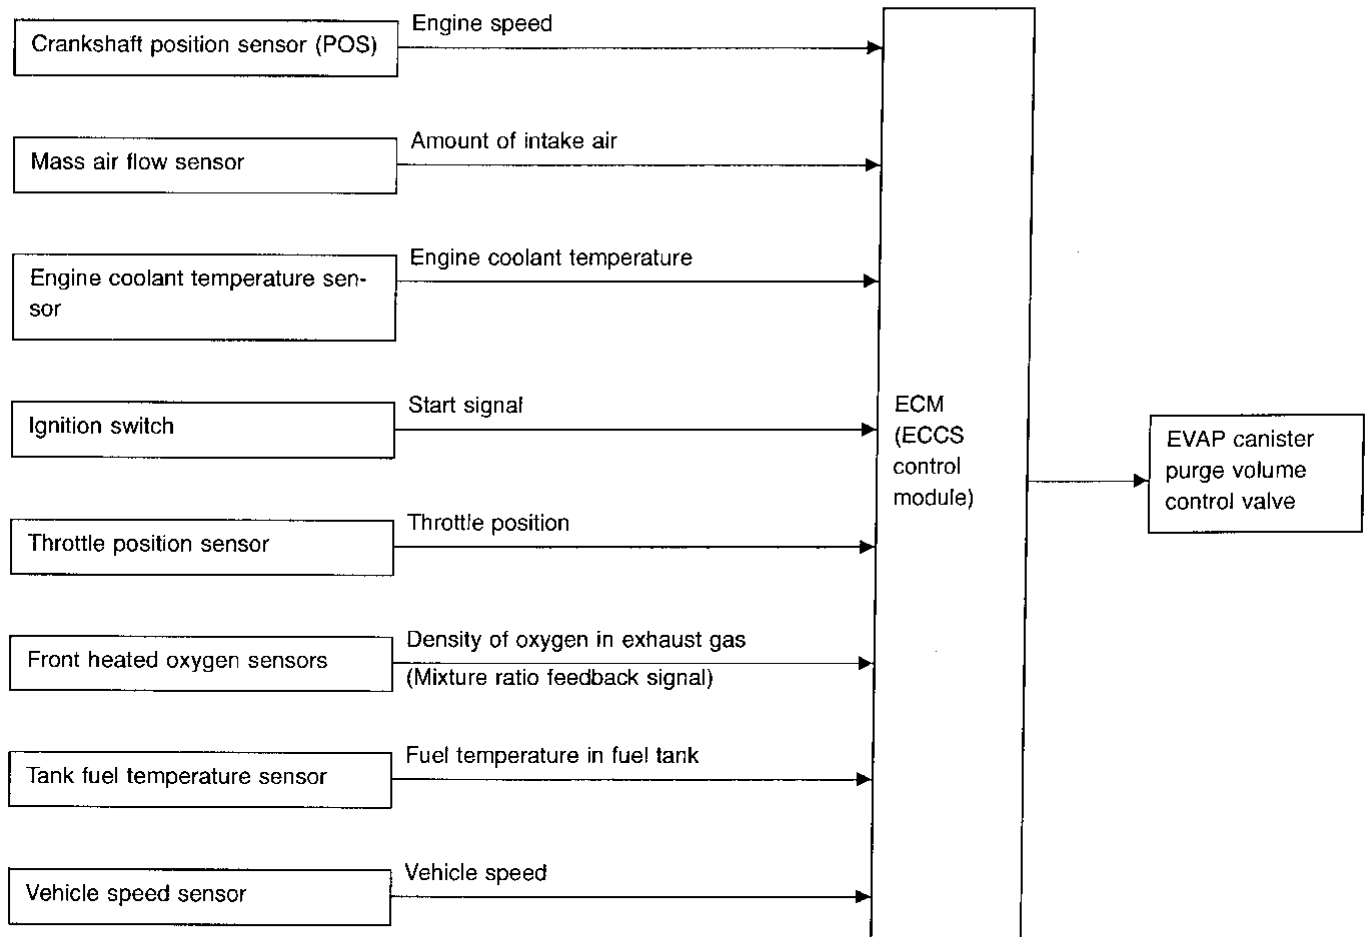 Crankshaft position sensor (POS)
Engine speed
Mass air flow sensor
Amount of intake air
Engine coolant temperature sen-
sor
Engine coolant temperature
Ignition switch
Start signal
Throttle position sensor
Throttle position
Front heated oxygen sensors
Density of oxygen in exhaust gas
(Mixture ratio feedback signal)
Tank fuel temperature sensor
Fuel temperature in fuel tank
Vehicle speed sensor
Vehicle speed
ECM
(ECCS
control
module)
EVAP canister
purge volume
control valve